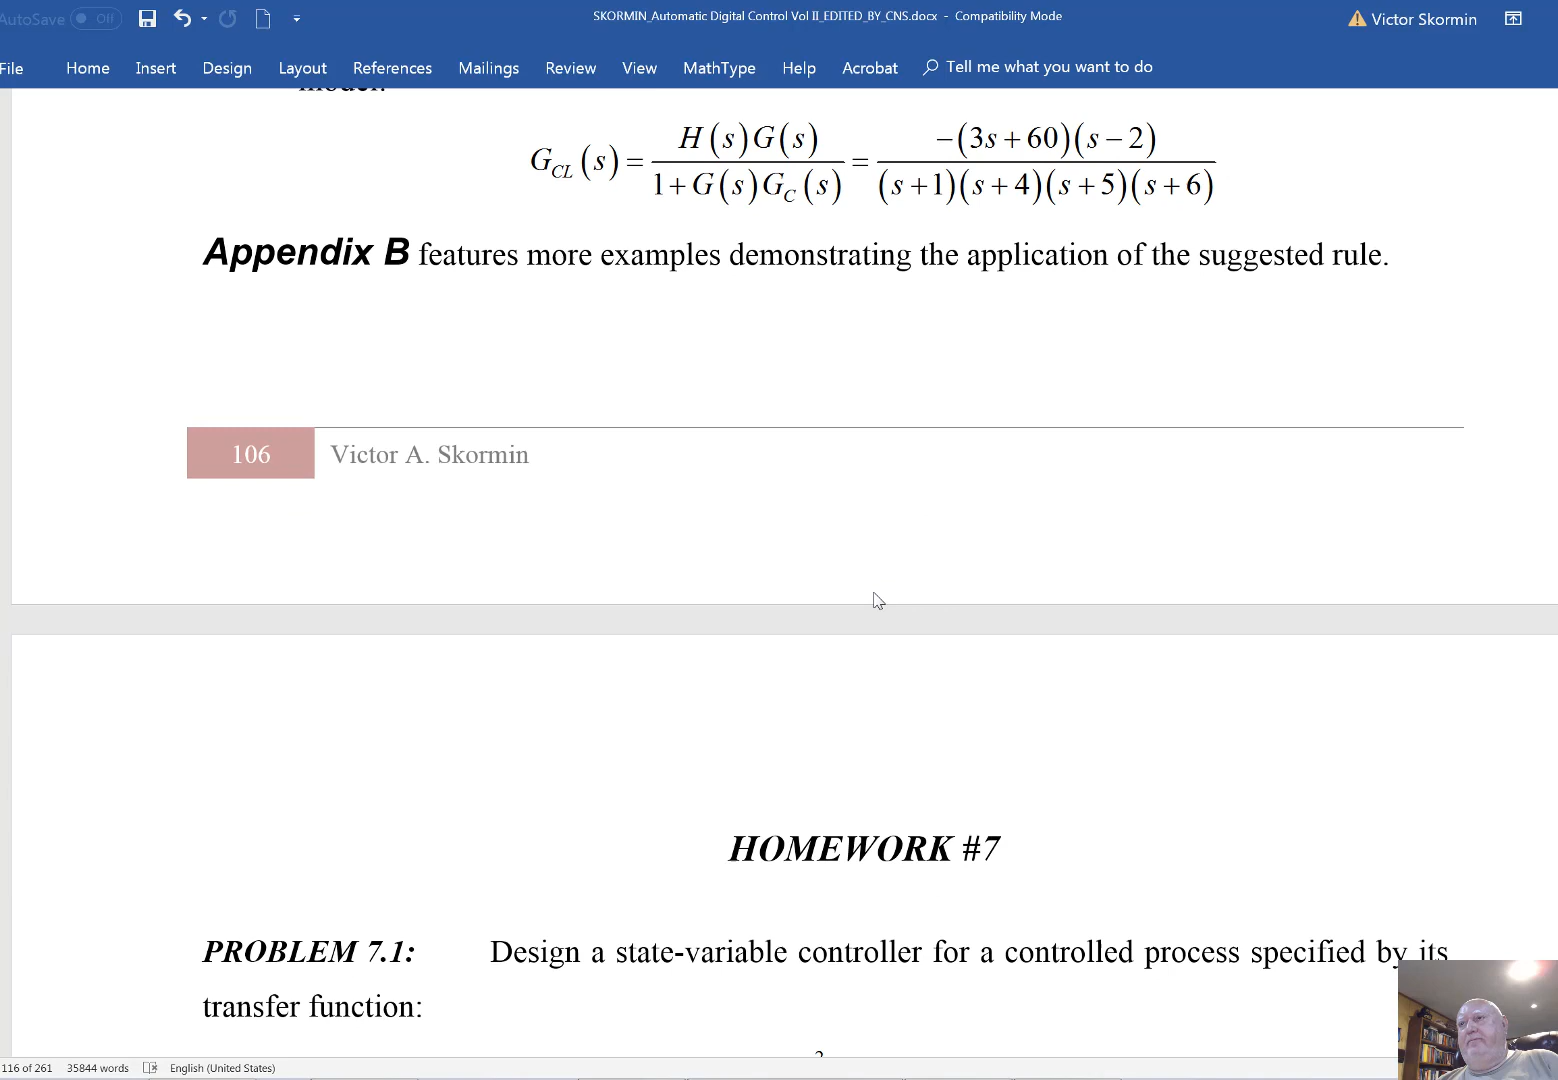 AutoSave Off
SKORMIN_Automatic Digital Control Vol II_EDITED_BY_CNS.docx - Compatibility Mode
Victor Skormin
File Home Insert Design Layout References Mailings Review View MathType Help Acrobat Tell me what you want to do
model.
G_CL(s) = H(s)G(s) / 1+G(s)G_C(s) = -(3s+60)(s-2) / (s+1)(s+4)(s+5)(s+6)
Appendix B features more examples demonstrating the application of the suggested rule.
106 Victor A. Skormin
HOMEWORK #7
PROBLEM 7.1: Design a state-variable controller for a controlled process specified by its
transfer function:
2
116 of 261 35844 words English (United States)